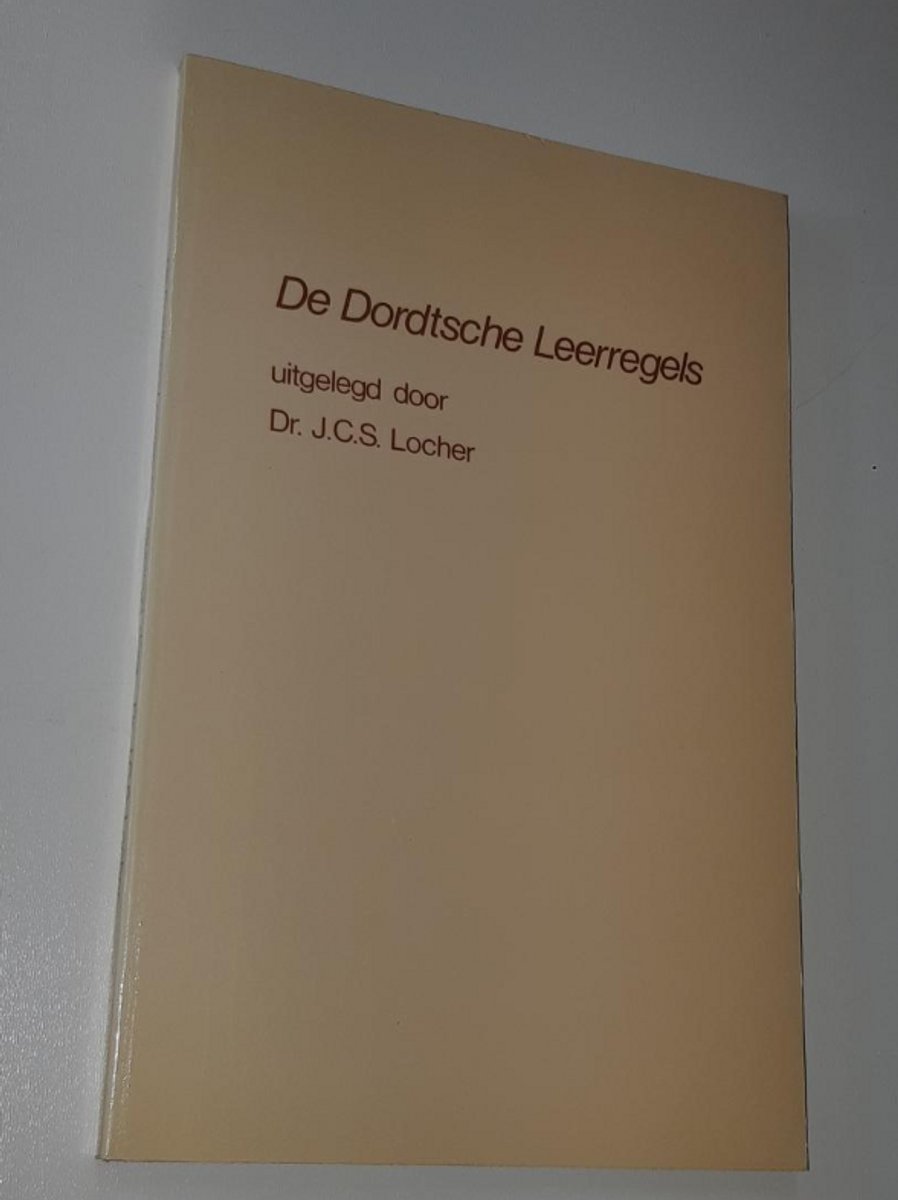 De Dordtsche Leerregels
uitgelegd door
Dr. J.C.S. Locher